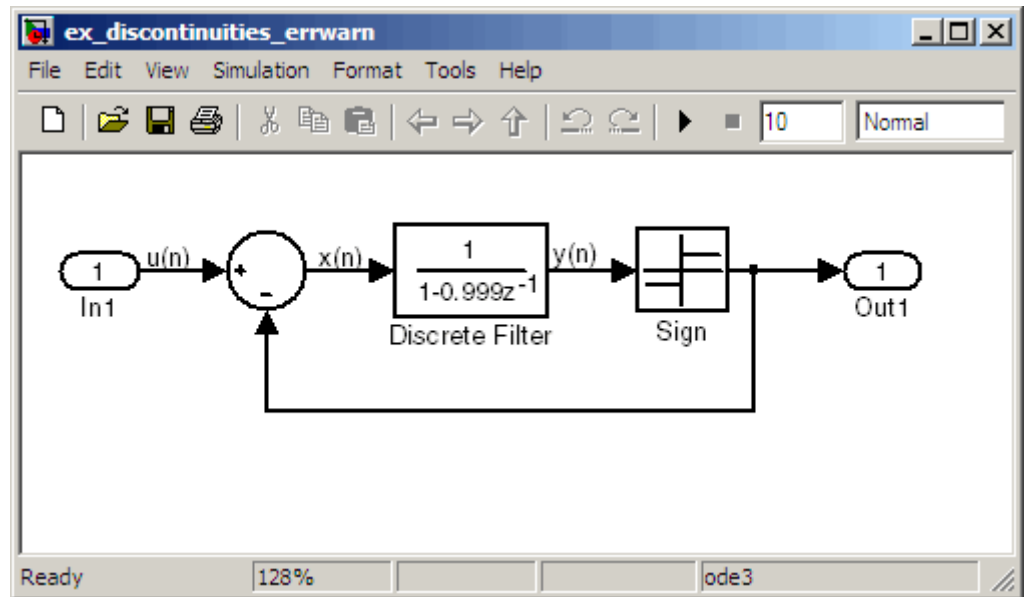 ex_discontinuities_errwarn
File Edit View Simulation Format Tools Help
10 Normal
u(n) x(n) y(n)
1
+
-
1
1-0.999z-1
1
In1
Discrete Filter
Sign
Out1
Ready 128% ode3